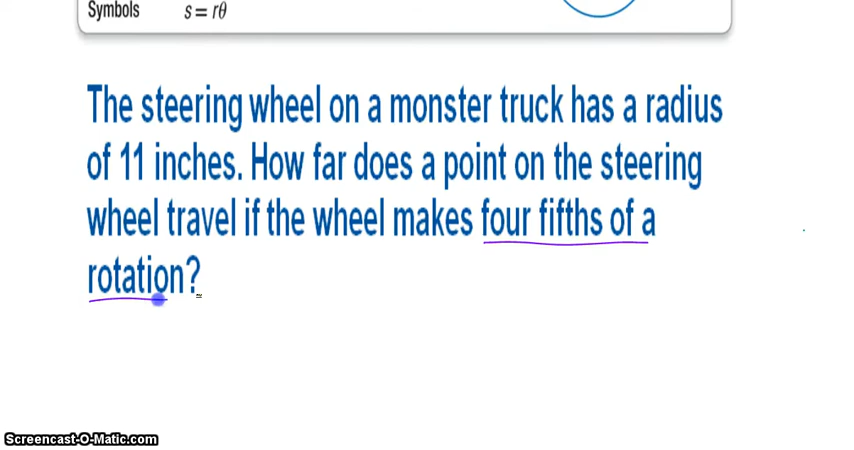 Symbols s = rθ
The steering wheel on a monster truck has a radius
of 11 inches. How far does a point on the steering
wheel travel if the wheel makes four fifths of a
rotation?
Screencast-O-Matic.com